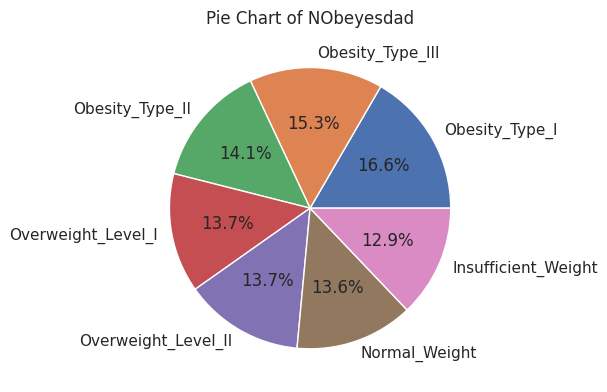 Pie Chart of NObeyesdad
Obesity_Type_III
Obesity_Type_II
Obesity_Type_I
15.3%
14.1%
16.6%
13.7%
Overweight_Level_I
12.9%
Insufficient_Weight
13.7%
13.6%
Overweight_Level_II
Normal_Weight